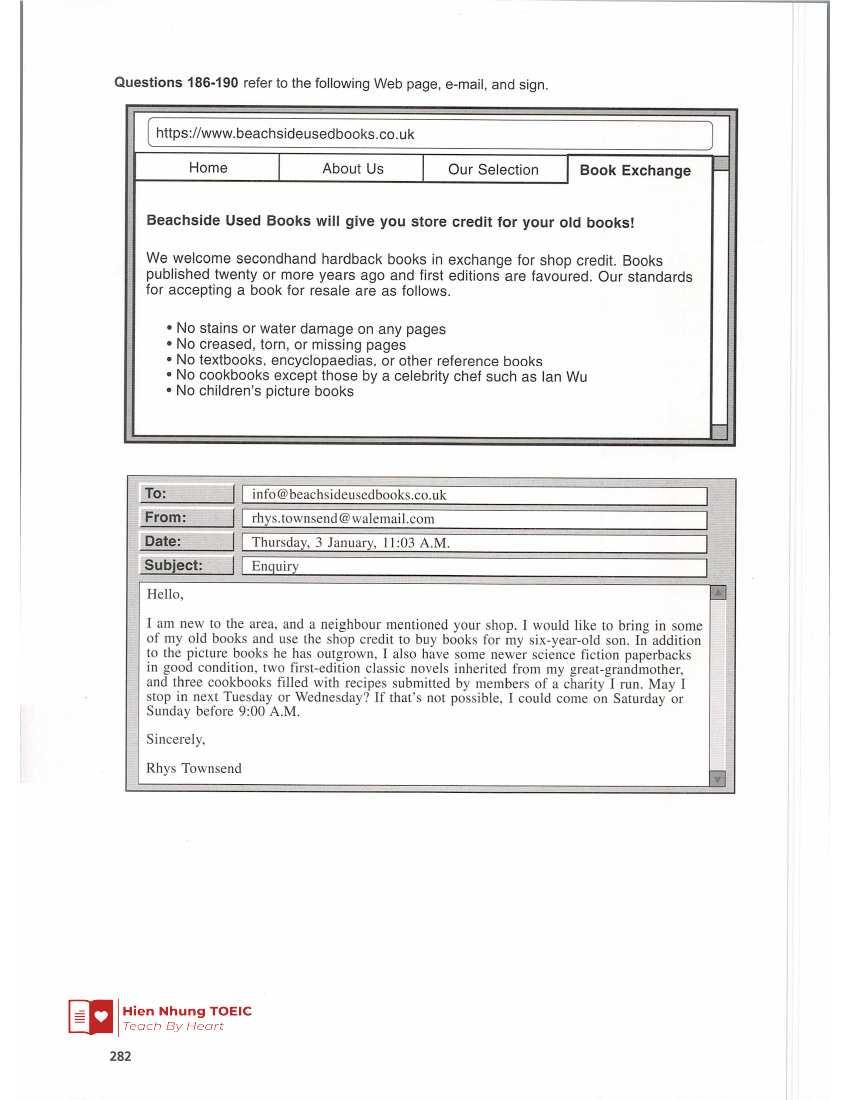 Questions 186-190 refer to the following Web page, e-mail, and sign.
https://www.beachsideusedbooks.co.uk
Home About Us Our Selection Book Exchange
Beachside Used Books will give you store credit for your old books!
We welcome secondhand hardback books in exchange for shop credit. Books
published twenty or more years ago and first editions are favoured. Our standards
for accepting a book for resale are as follows.
• No stains or water damage on any pages
• No creased, torn, or missing pages
• No textbooks, encyclopaedias, or other reference books
• No cookbooks except those by a celebrity chef such as Ian Wu
• No children's picture books
To: info@beachsideusedbooks.co.uk
From: rhys.townsend@walemail.com
Date: Thursday, 3 January, 11:03 A.M.
Subject: Enquiry
Hello,
I am new to the area, and a neighbour mentioned your shop. I would like to bring in some
of my old books and use the shop credit to buy books for my six-year-old son. In addition
to the picture books he has outgrown, I also have some newer science fiction paperbacks
in good condition, two first-edition classic novels inherited from my great-grandmother,
and three cookbooks filled with recipes submitted by members of a charity I run. May I
stop in next Tuesday or Wednesday? If that's not possible, I could come on Saturday or
Sunday before 9:00 A.M.
Sincerely,
Rhys Townsend
Hien Nhung TOEIC
Teach By Heart
282